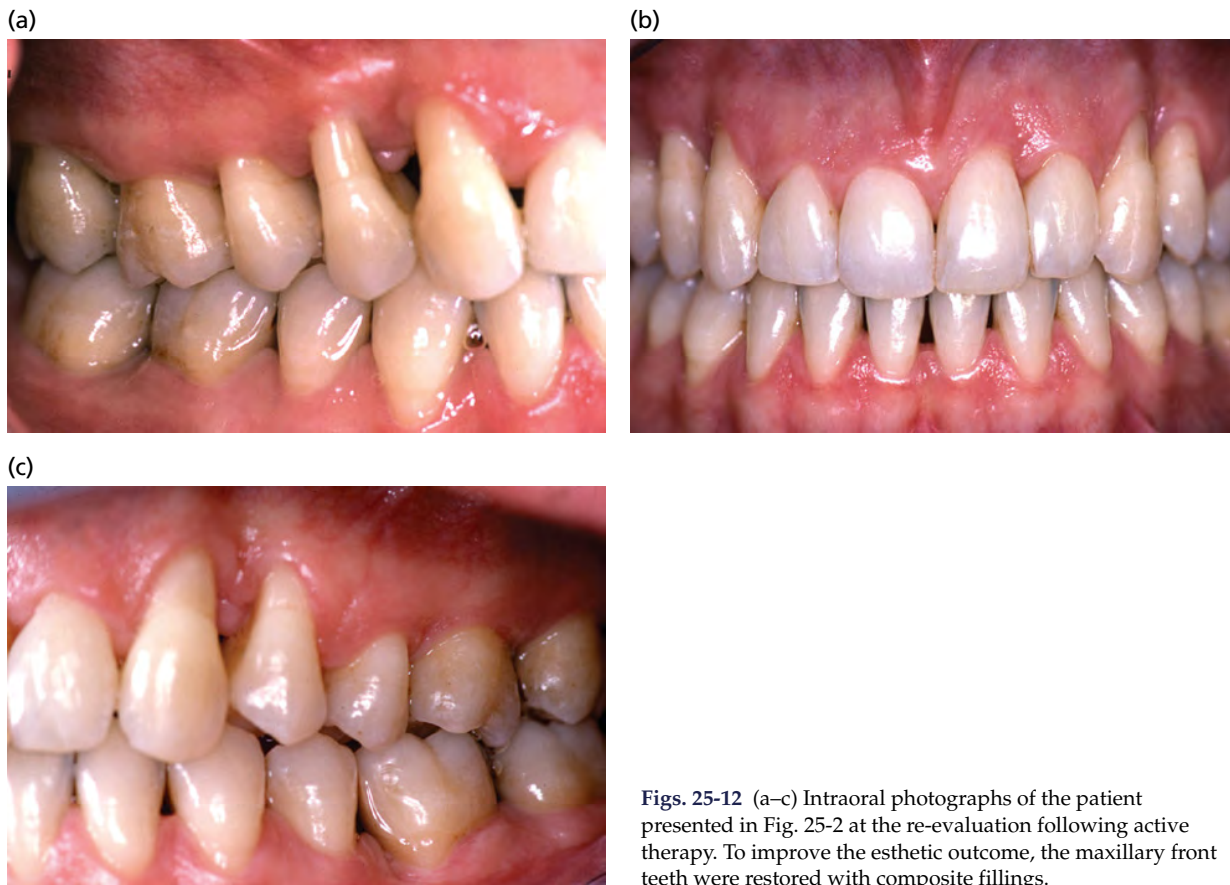 (a)
(b)
(c)
Figs. 25-12 (a–c) Intraoral photographs of the patient
presented in Fig. 25-2 at the re-evaluation following active
therapy. To improve the esthetic outcome, the maxillary front
teeth were restored with composite fillings.